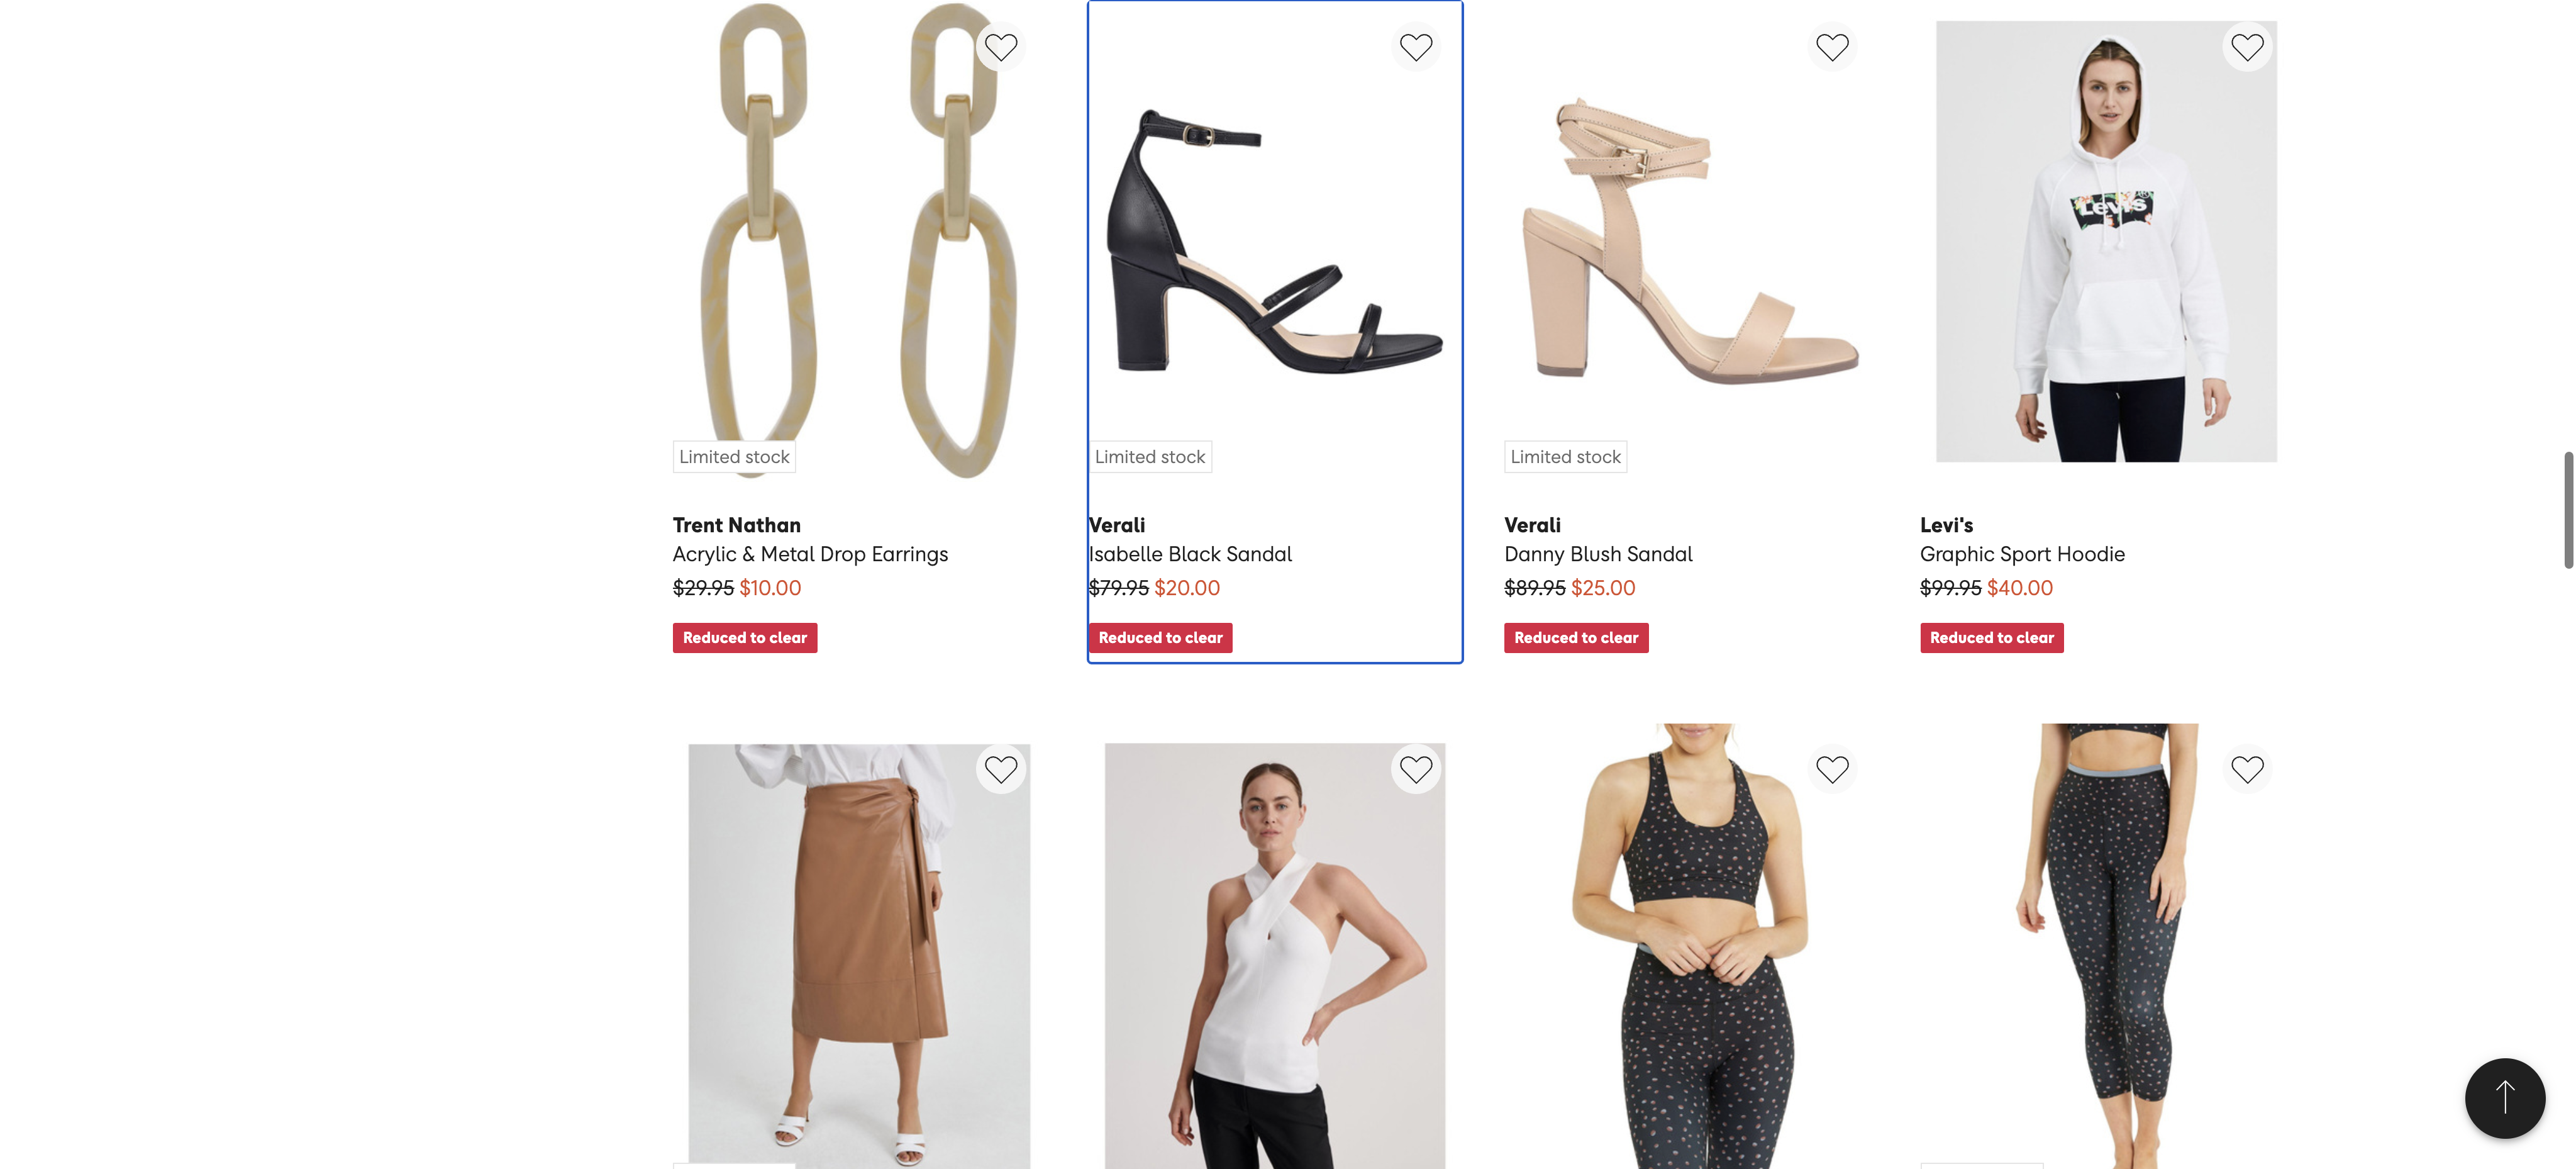 Levi's
Limited stock
Limited stock
Limited stock
Trent Nathan
Acrylic & Metal Drop Earrings
$29.95 $10.00
Reduced to clear
Verali
Isabelle Black Sandal
$79.95 $20.00
Reduced to clear
Verali
Danny Blush Sandal
$89.95 $25.00
Reduced to clear
Levi's
Graphic Sport Hoodie
$99.95 $40.00
Reduced to clear